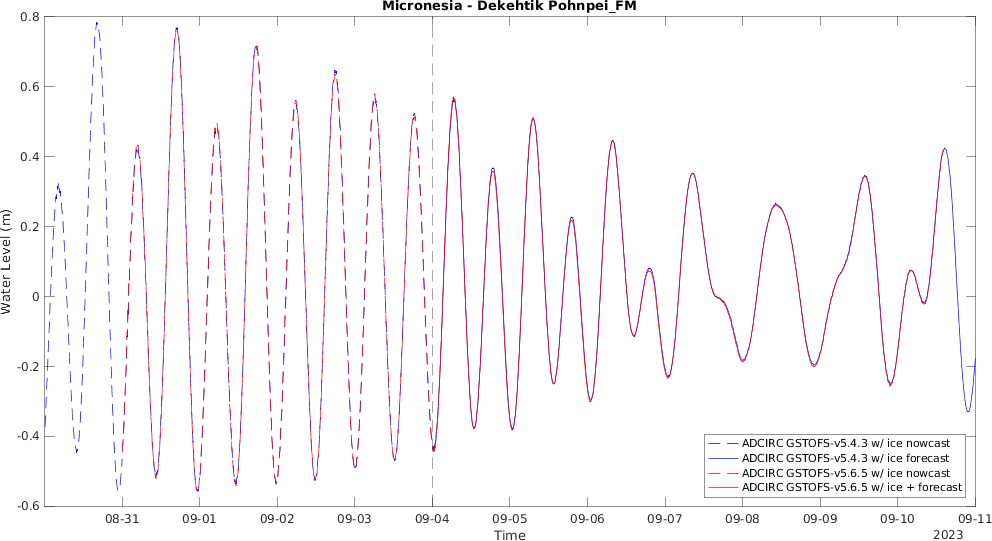 Micronesia - Dekehtik Pohnpei_FM
0.8
0.6
0.4
0.2
0
-0.2
-0.4
-0.6
Water Level (m)
ADCIRC GSTOFS-v5.4.3 w/ ice nowcast
ADCIRC GSTOFS-v5.4.3 w/ ice forecast
ADCIRC GSTOFS-v5.6.5 w/ ice nowcast
ADCIRC GSTOFS-v5.6.5 w/ ice + forecast
08-31 09-01 09-02 09-03 09-04 09-05 09-06 09-07 09-08 09-09 09-10 09-11
Time
2023